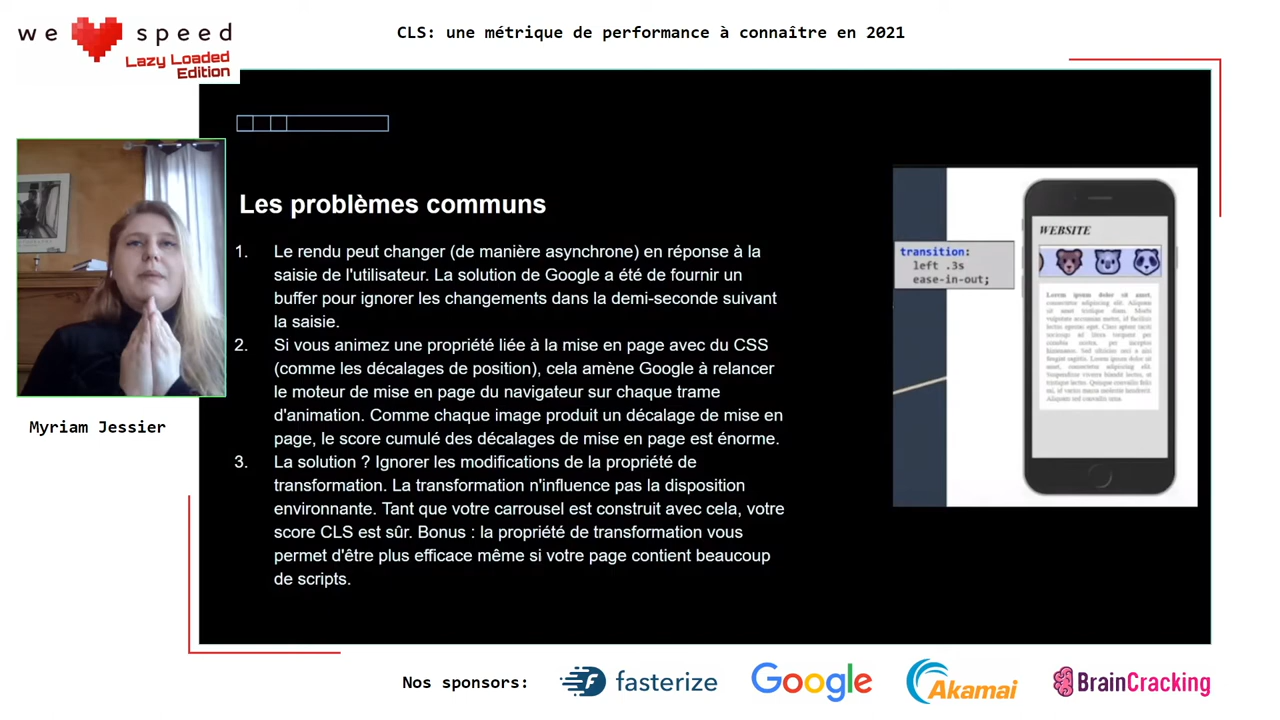 we speed
Lazy Loaded
Edition
CLS: une métrique de performance à connaître en 2021
Myriam Jessier
Les problèmes communs
1. Le rendu peut changer (de manière asynchrone) en réponse à la
saisie de l'utilisateur. La solution de Google a été de fournir un
buffer pour ignorer les changements dans la demi-seconde suivant
la saisie.
2. Si vous animez une propriété liée à la mise en page avec du CSS
(comme les décalages de position), cela amène Google à relancer
le moteur de mise en page du navigateur sur chaque trame
d'animation. Comme chaque image produit un décalage de mise en
page, le score cumulé des décalages de mise en page est énorme.
3. La solution ? Ignorer les modifications de la propriété de
transformation. La transformation n'influence pas la disposition
environnante. Tant que votre carrousel est construit avec cela, votre
score CLS est sûr. Bonus : la propriété de transformation vous
permet d'être plus efficace même si votre page contient beaucoup
de scripts.
transition:
left .3s
ease-in-out;
WEBSITE
Lorem ipsum dolor sit amet,
Nos sponsors:
fasterize
Google
Akamai
BrainCracking